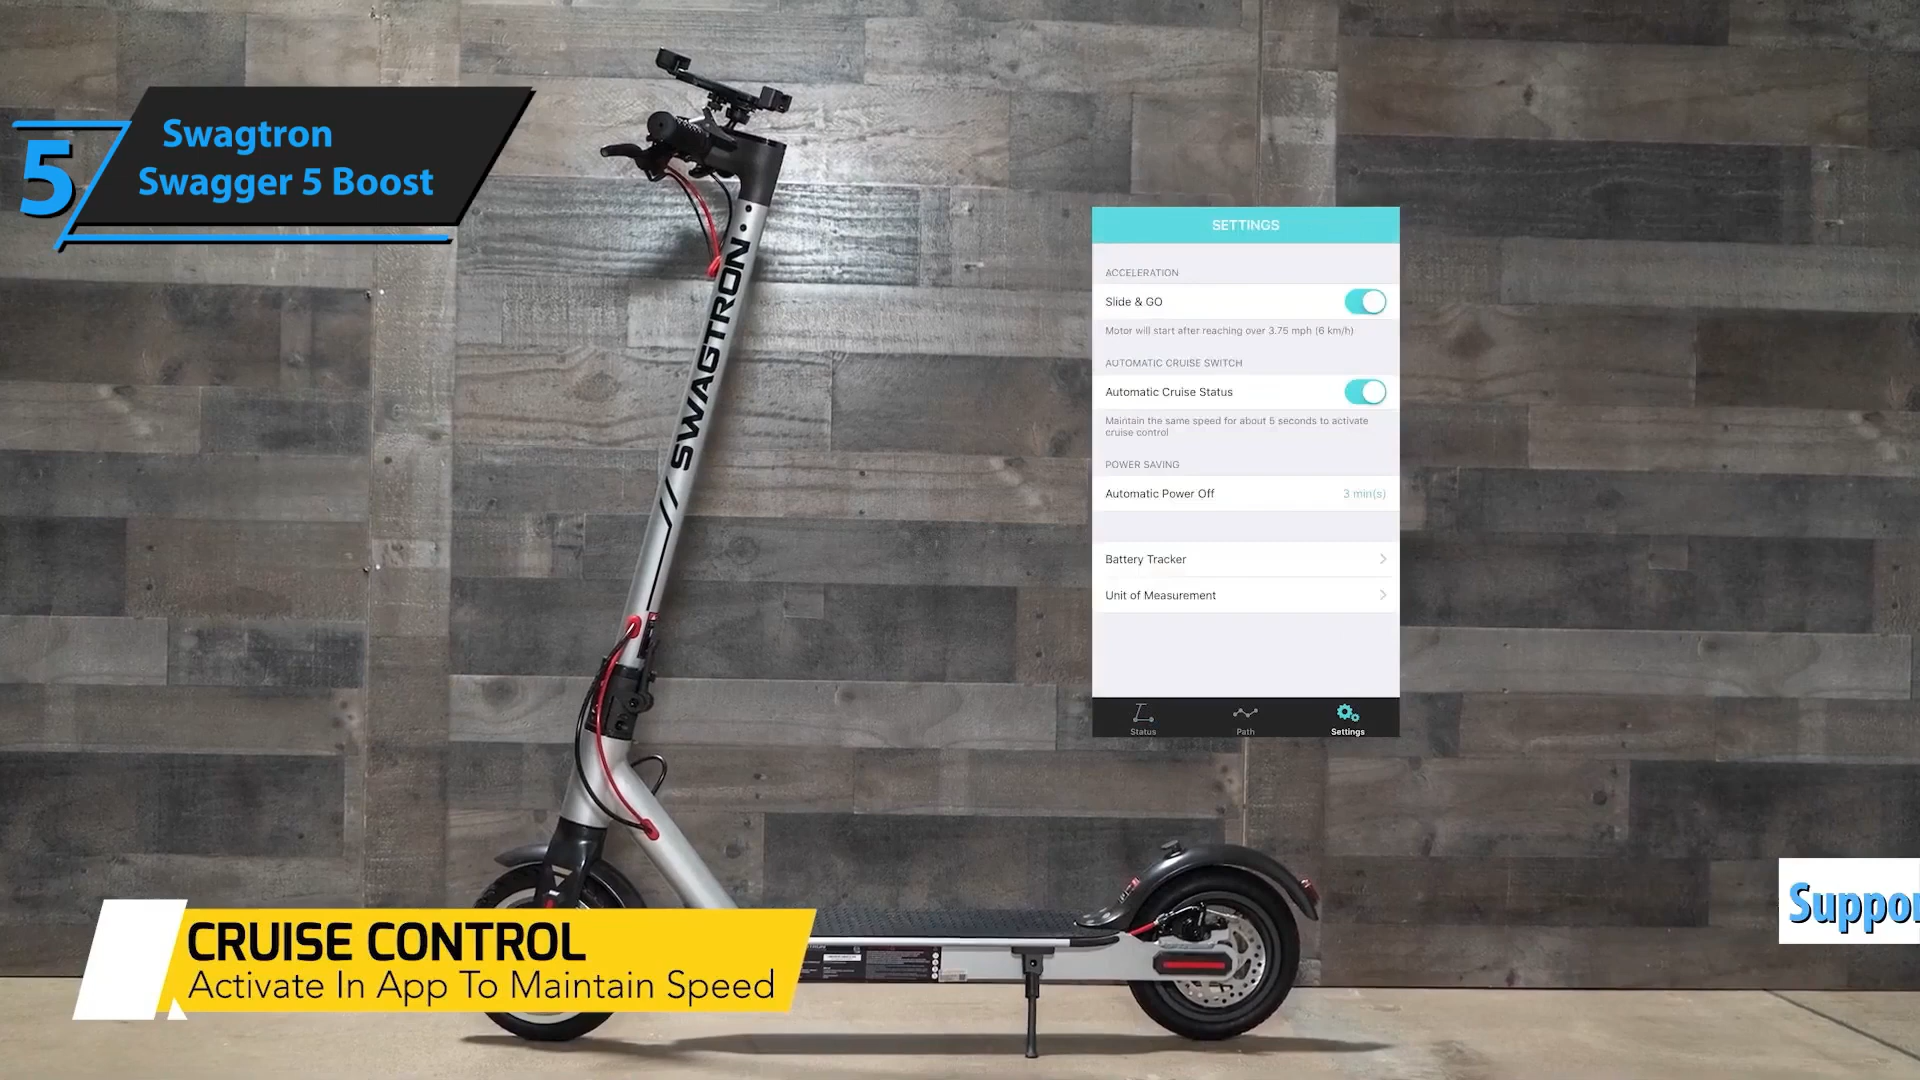 5
Swagtron
Swagger 5 Boost
SWAGTRON
SETTINGS
ACCELERATION
Slide & GO
Motor will start after reaching over 3.75 mph (6 km/h)
AUTOMATIC CRUISE SWITCH
Automatic Cruise Status
Maintain the same speed for about 5 seconds to activate
cruise control
POWER SAVING
Automatic Power Off 3 min(s)
Battery Tracker
Unit of Measurement
Status Path Settings
Suppor
CRUISE CONTROL
Activate In App To Maintain Speed